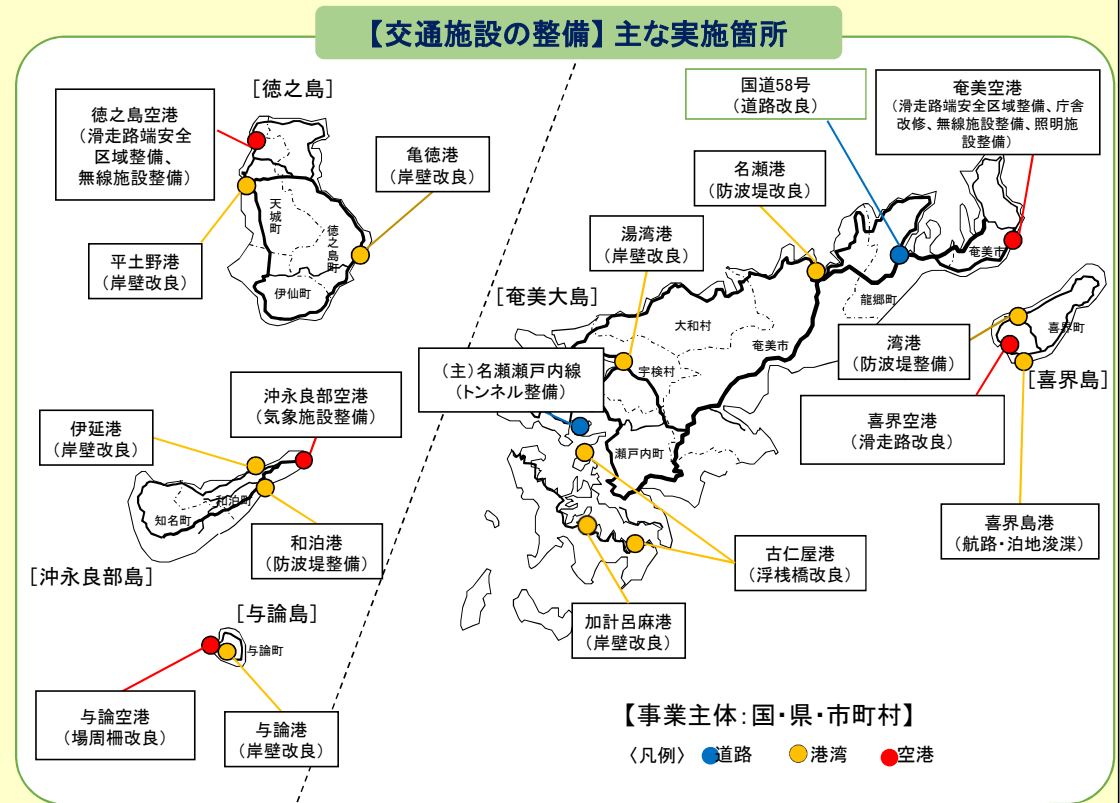 【交通施設の整備】主な実施箇所
[徳之島]
徳之島空港
（滑走路端安全
区域整備、
無線施設整備）
亀徳港
（岸壁改良）
平土野港
（岸壁改良）
天城町
徳之島町
伊仙町
国道58号
（道路改良）
奄美空港
（滑走路端安全区域整備、庁舎
改修、無線施設整備、照明施
設整備）
名瀬港
（防波堤改良）
湯湾港
（岸壁改良）
[奄美大島]
奄美市
龍郷町
大和村
奄美市
宇検村
瀬戸内町
（主）名瀬瀬戸内線
（トンネル整備）
湾港
（防波堤整備）
喜界町
[喜界島]
喜界空港
（滑走路改良）
喜界島港
（航路・泊地浚渫）
古仁屋港
（浮桟橋改良）
加計呂麻港
（岸壁改良）
沖永良部空港
（気象施設整備）
伊延港
（岸壁改良）
和泊町
知名町
和泊港
（防波堤整備）
[沖永良部島]
[与論島]
与論町
与論空港
（場周柵改良）
与論港
（岸壁改良）
【事業主体：国・県・市町村】
〈凡例〉 道路 港湾 空港